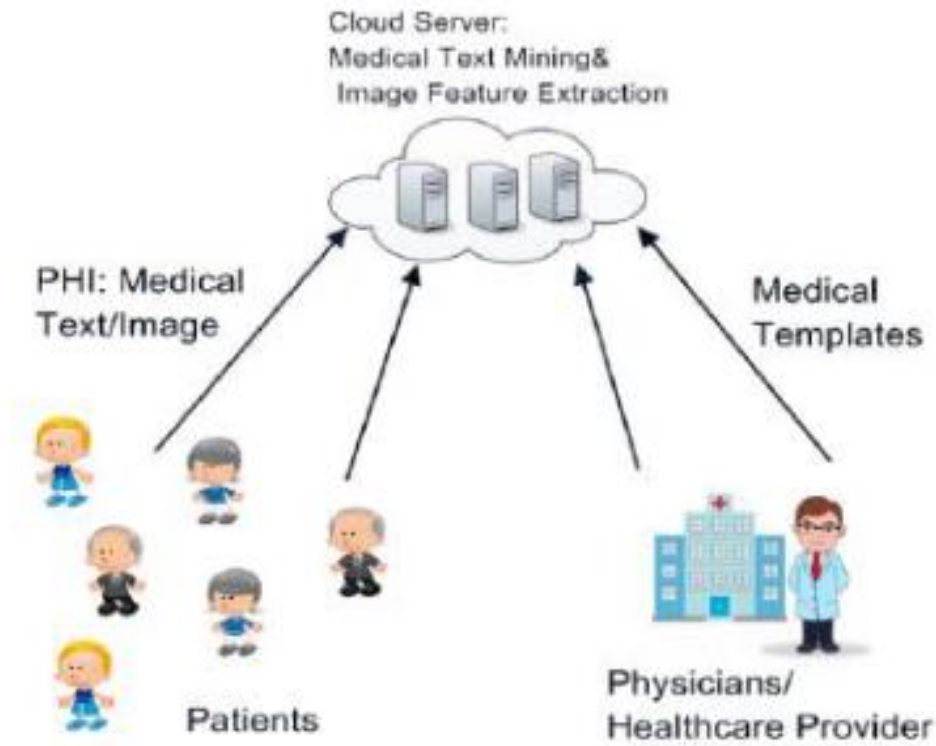 Cloud Server:
Medical Text Mining&
Image Feature Extraction
PHI: Medical
Text/Image
Medical
Templates
Patients
Physicians/
Healthcare Provider